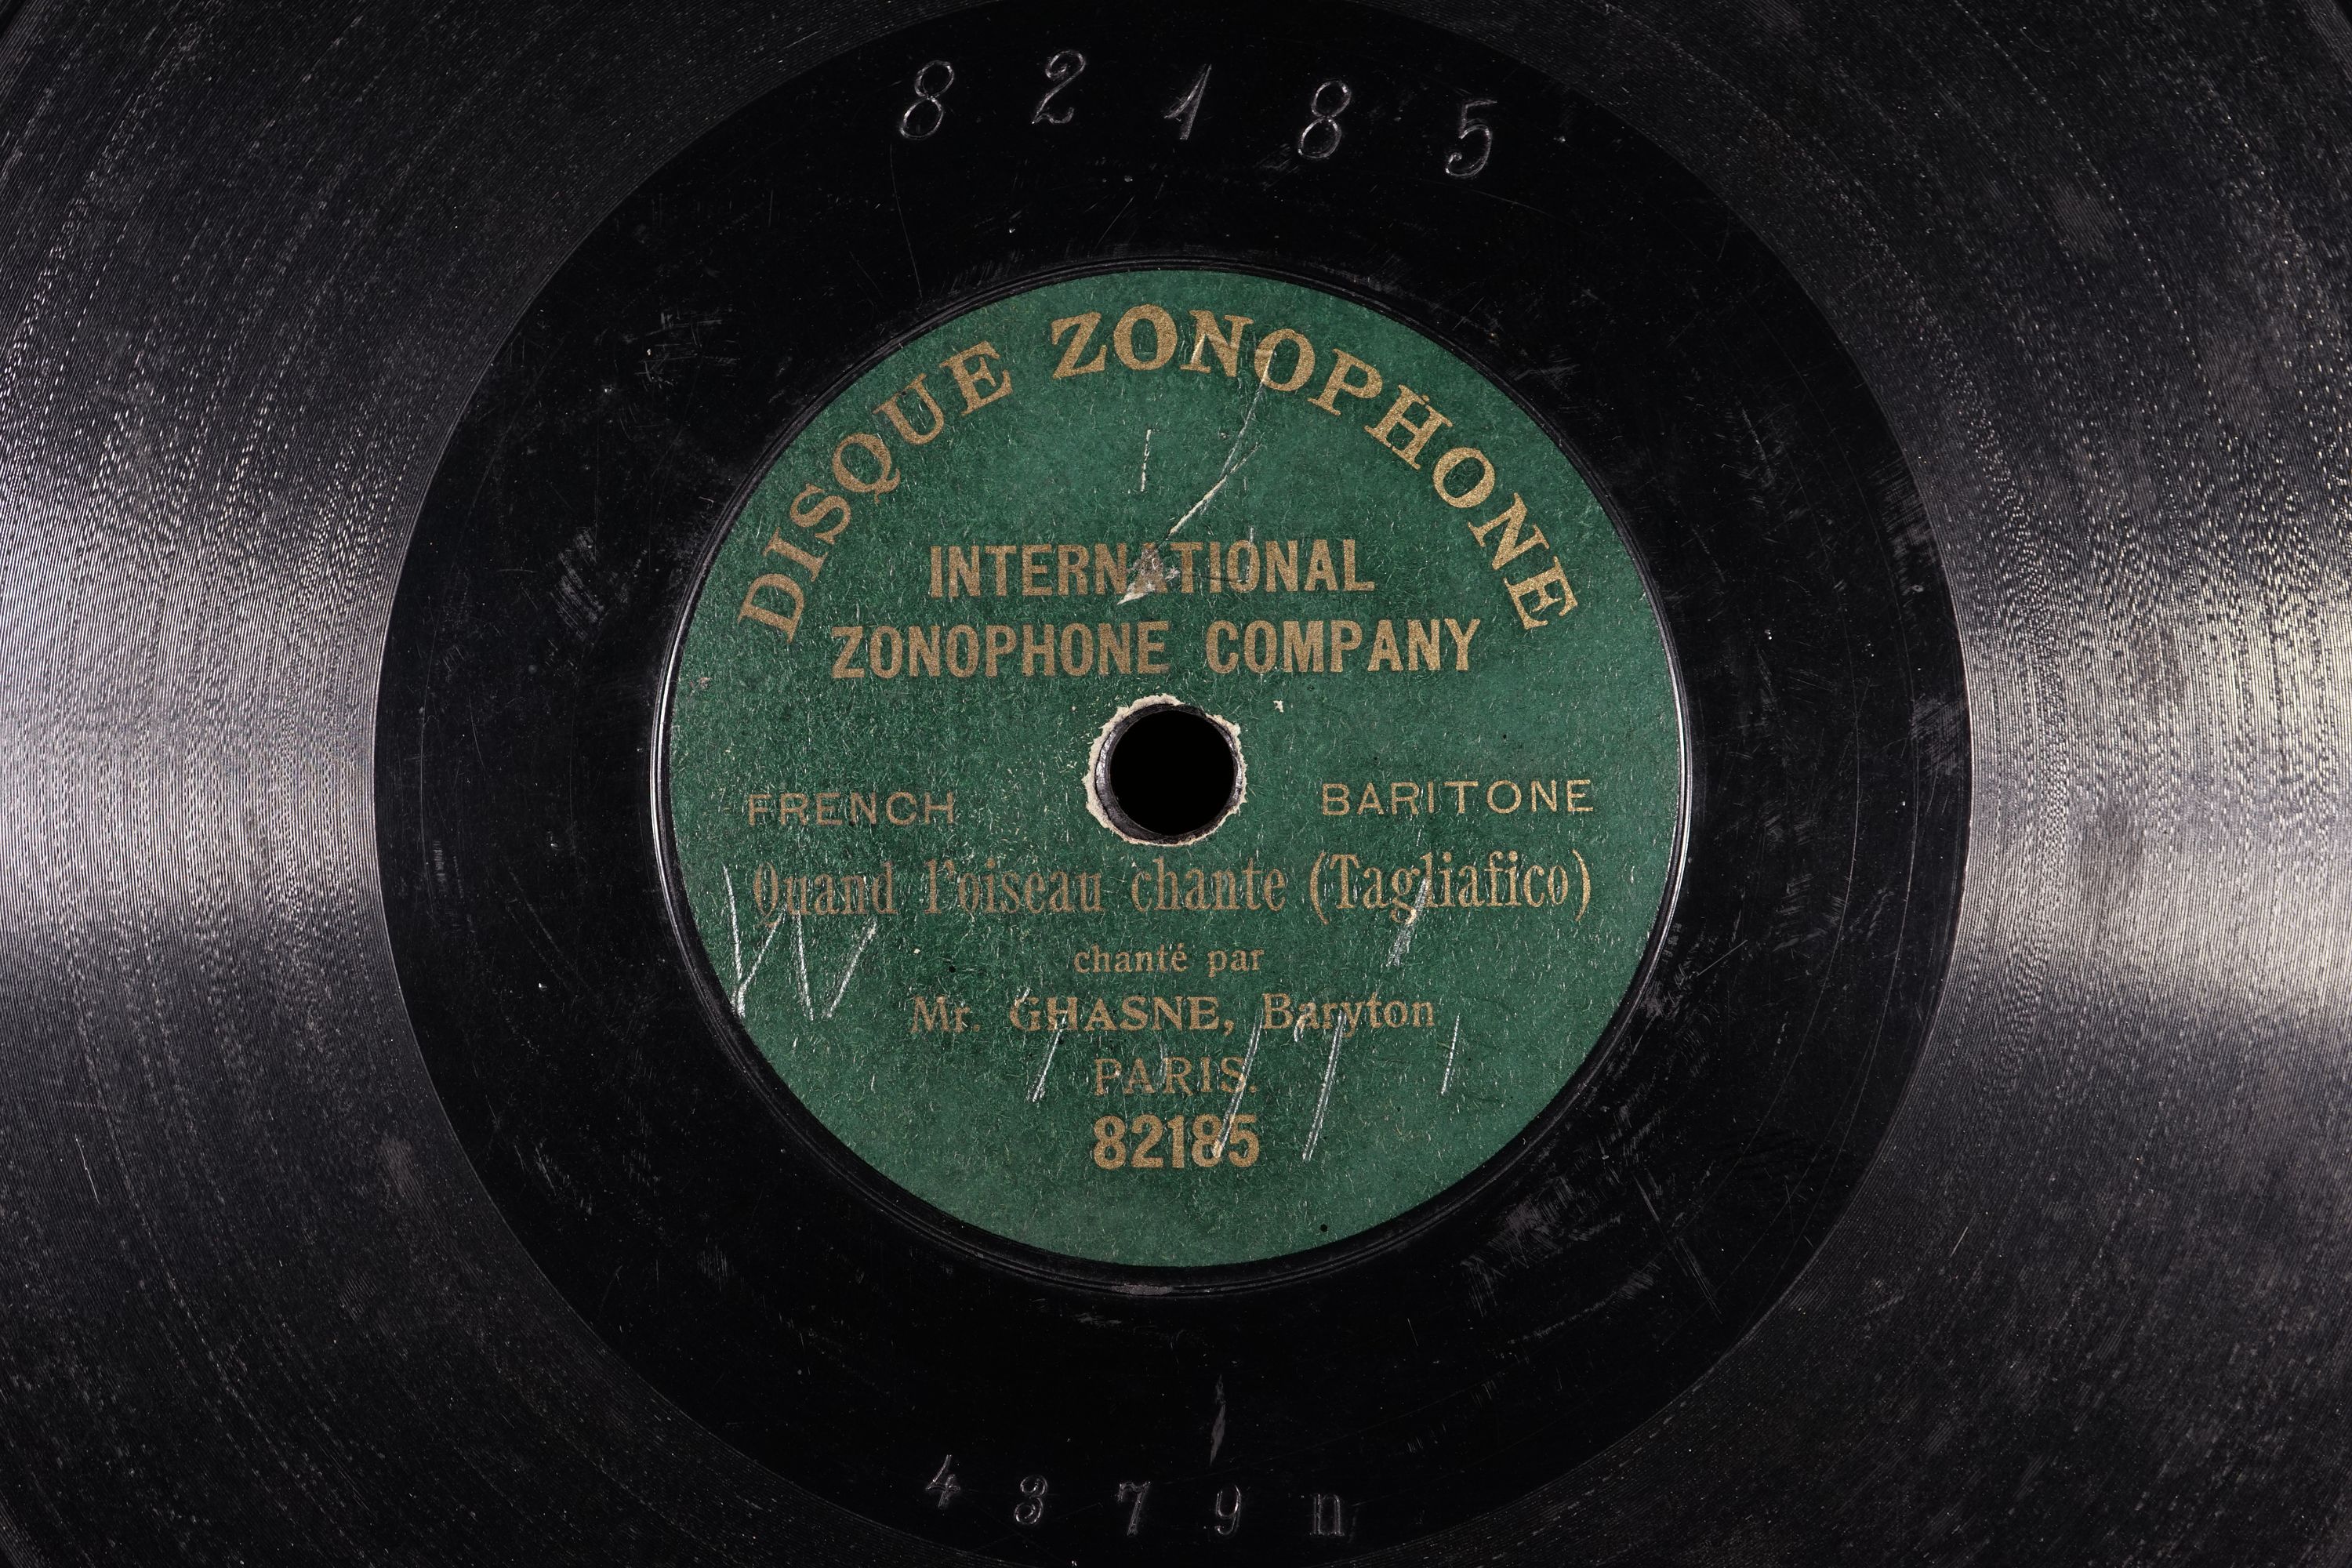 82185
DISQUE ZONOPHONE
INTERNATIONAL
ZONOPHONE COMPANY
FRENCH BARITONE
Quand l'oiseau chante (Tagliafico)
chanté par
Mr. GHASNE, Baryton
PARIS.
82185
4379n